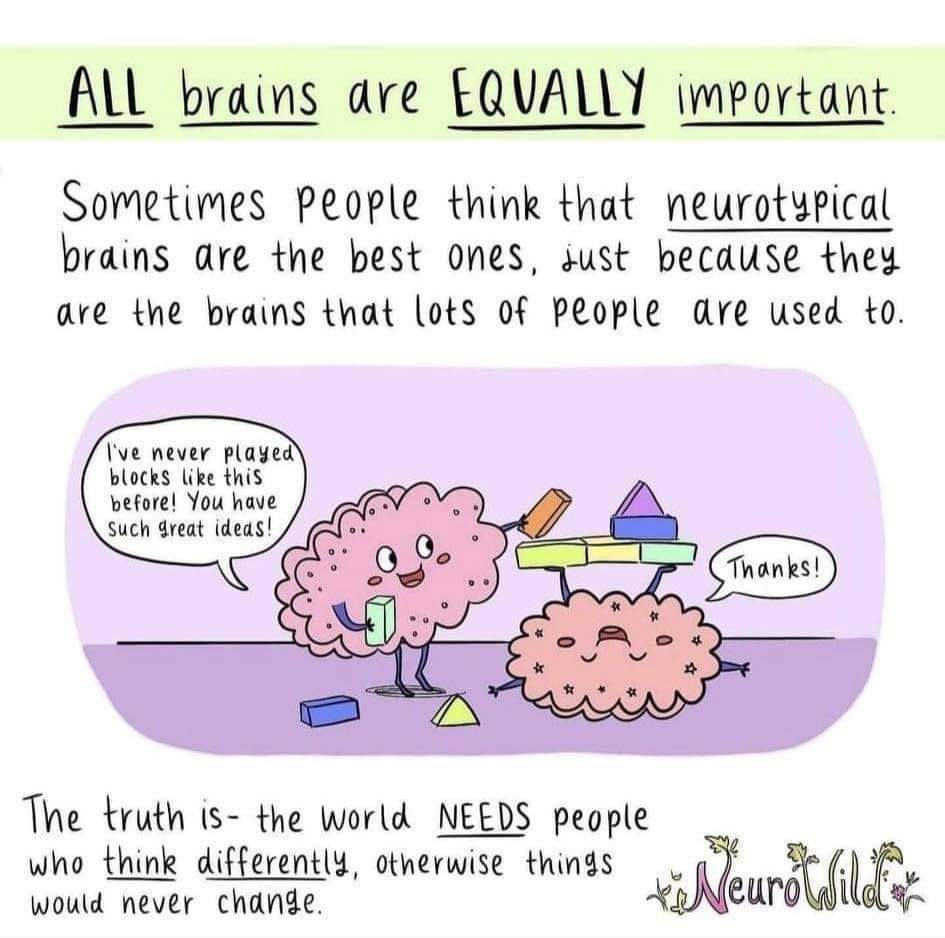 ALL brains are EQUALLY important.
Sometimes people think that neurotypical
brains are the best ones, just because they
are the brains that lots of people are used to.
I've never played
blocks like this
before! You have
such great ideas!
Thanks!
The truth is- the world NEEDS people
who think differently, otherwise things
would never change.
NeuroWild